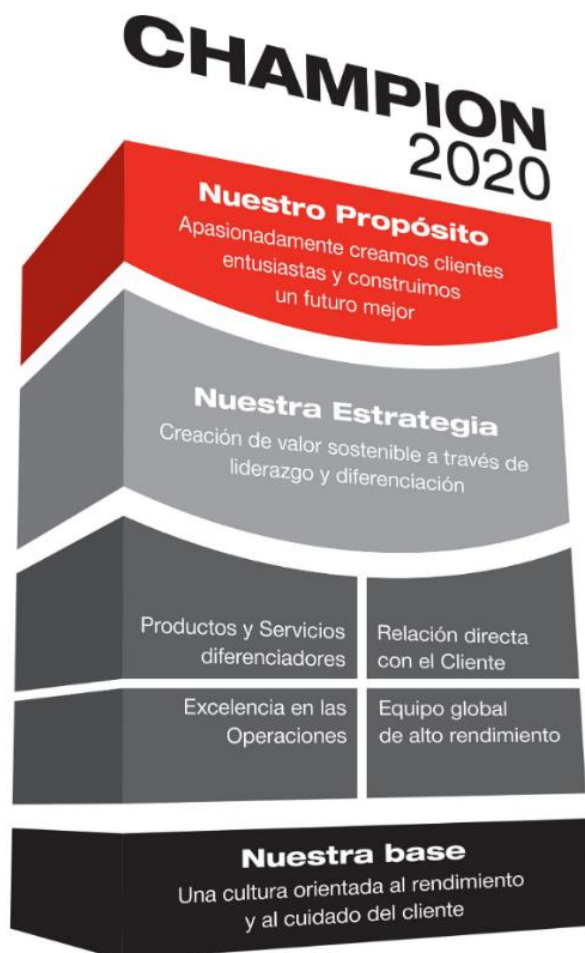 CHAMPION
2020
Nuestro Propósito
Apasionadamente creamos clientes
entusiastas y construimos
un futuro mejor
Nuestra Estrategia
Creación de valor sostenible a través de
liderazgo y diferenciación
Productos y Servicios
diferenciadores
Relación directa
con el Cliente
Excelencia en las
Operaciones
Equipo global
de alto rendimiento
Nuestra base
Una cultura orientada al rendimiento
y al cuidado del cliente